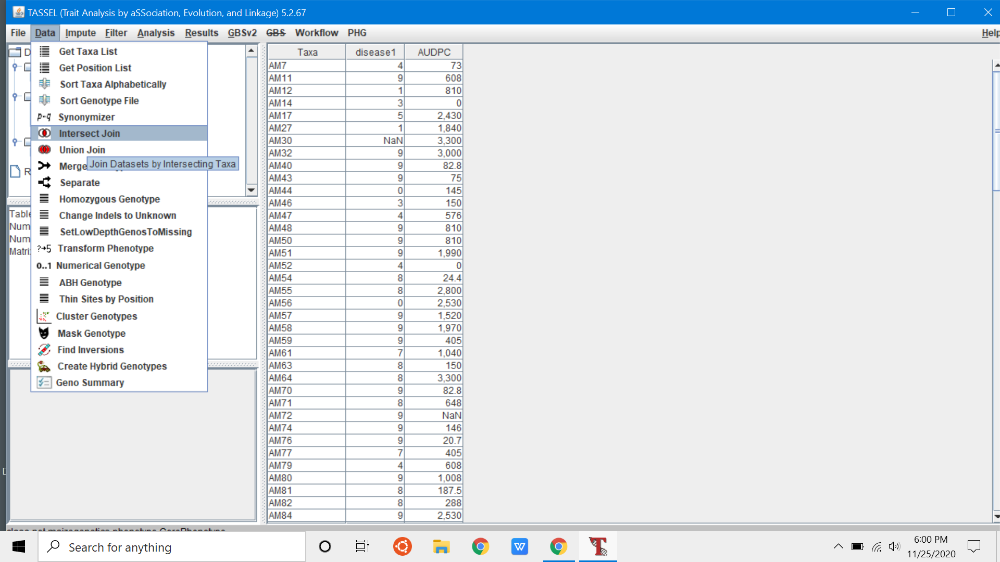 TASSEL (Trait Analysis by aSSociation, Evolution, and Linkage) 5.2.67
File Data Impute Filter Analysis Results GBSv2 GBS Workflow PHG Help
Get Taxa List
Get Position List
Sort Taxa Alphabetically
Sort Genotype File
Synonymizer
Intersect Join
Union Join
Merge
Join Datasets by Intersecting Taxa
Separate
Homozygous Genotype
Change Indels to Unknown
SetLowDepthGenosToMissing
?→5 Transform Phenotype
0..1 Numerical Genotype
ABH Genotype
Thin Sites by Position
Cluster Genotypes
Mask Genotype
Find Inversions
Create Hybrid Genotypes
Geno Summary
D
R
Table
Num
Num
Matri
Taxa disease1 AUDPC
AM7 4 73
AM11 9 608
AM12 1 810
AM14 3 0
AM17 5 2,430
AM27 1 1,840
AM30 NaN 3,300
AM32 9 3,000
AM40 9 82.8
AM43 9 75
AM44 0 145
AM46 3 150
AM47 4 576
AM48 9 810
AM50 9 810
AM51 9 1,990
AM52 4 0
AM54 8 24.4
AM55 8 2,800
AM56 0 2,530
AM57 9 1,520
AM58 9 1,970
AM59 9 405
AM61 7 1,040
AM63 8 150
AM64 8 3,300
AM70 9 82.8
AM71 8 648
AM72 9 NaN
AM74 9 146
AM76 9 20.7
AM77 7 405
AM79 4 608
AM80 9 1,008
AM81 8 187.5
AM82 8 288
AM84 9 2,530
Search for anything
6:00 PM
11/25/2020